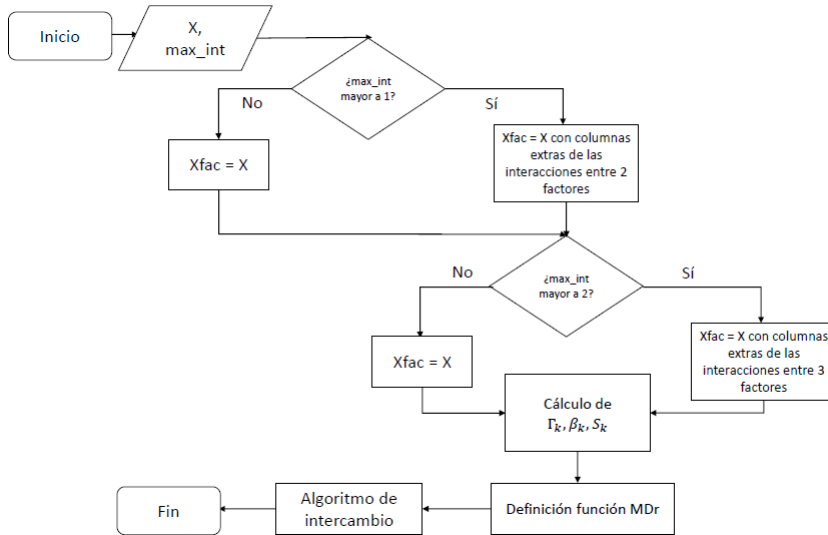 Inicio
X,
max_int
¿max_int
mayor a 1?
No
Sí
Xfac = X
Xfac = X con columnas
extras de las
interacciones entre 2
factores
¿max_int
mayor a 2?
No
Sí
Xfac = X
Xfac = X con columnas
extras de las
interacciones entre 3
factores
Cálculo de
Γₖ, βₖ, Sₖ
Definición función MDr
Algoritmo de
intercambio
Fin